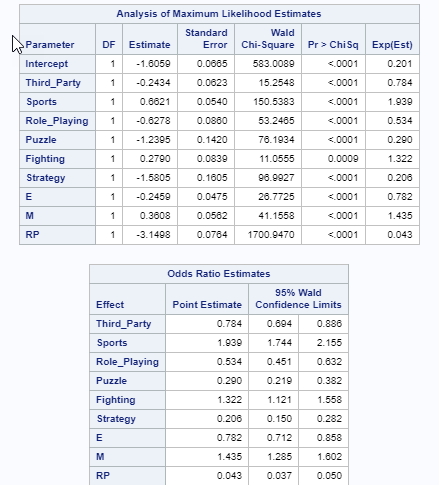 Analysis of Maximum Likelihood Estimates
Parameter DF Estimate Standard Error Wald Chi-Square Pr > ChiSq Exp(Est)
Intercept 1 -1.6059 0.0665 583.0089 <.0001 0.201
Third_Party 1 -0.2434 0.0623 15.2548 <.0001 0.784
Sports 1 0.6621 0.0540 150.5383 <.0001 1.939
Role_Playing 1 -0.6278 0.0860 53.2465 <.0001 0.534
Puzzle 1 -1.2395 0.1420 76.1934 <.0001 0.290
Fighting 1 0.2790 0.0839 11.0555 0.0009 1.322
Strategy 1 -1.5805 0.1605 96.9927 <.0001 0.206
E 1 -0.2459 0.0475 26.7725 <.0001 0.782
M 1 0.3608 0.0562 41.1558 <.0001 1.435
RP 1 -3.1498 0.0764 1700.9470 <.0001 0.043
Odds Ratio Estimates
Effect Point Estimate 95% Wald Confidence Limits
Third_Party 0.784 0.694 0.886
Sports 1.939 1.744 2.155
Role_Playing 0.534 0.451 0.632
Puzzle 0.290 0.219 0.382
Fighting 1.322 1.121 1.558
Strategy 0.206 0.150 0.282
E 0.782 0.712 0.858
M 1.435 1.285 1.602
RP 0.043 0.037 0.050